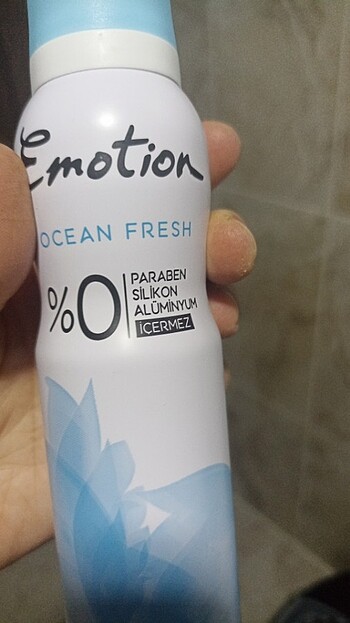 Emotion
OCEAN FRESH
%0
PARABEN
SİLİKON
ALÜMİNYUM
İÇERMEZ